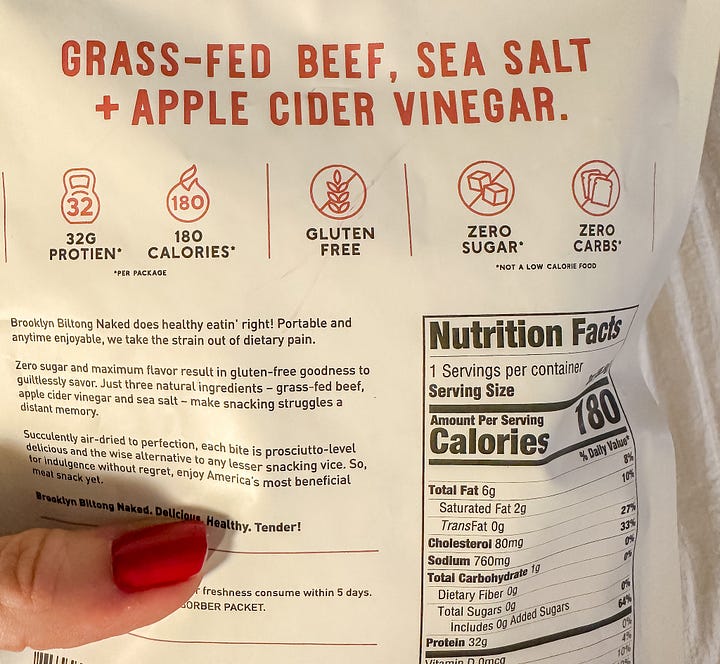 GRASS-FED BEEF, SEA SALT
+ APPLE CIDER VINEGAR.
32
180
32G
PROTIEN*
180
CALORIES*
*PER PACKAGE
GLUTEN
FREE
ZERO
SUGAR*
ZERO
CARBS*
*NOT A LOW CALORIE FOOD
Brooklyn Biltong Naked does healthy eatin' right! Portable and
anytime enjoyable, we take the strain out of dietary pain.
Zero sugar and maximum flavor result in gluten-free goodness to
guiltlessly savor. Just three natural ingredients – grass-fed beef,
apple cider vinegar and sea salt – make snacking struggles a
distant memory.
Succulently air-dried to perfection, each bite is prosciutto-level
delicious and the wise alternative to any lesser snacking vice. So,
for indulgence without regret, enjoy America's most beneficial
meat snack yet.
Brooklyn Biltong Naked. Delicious. Healthy. Tender!
freshness consume within 5 days.
PACKET.
Nutrition Facts
1 Servings per container
Serving Size
Amount Per Serving
Calories 180
% Daily Value*
8%
Total Fat 6g
10%
Saturated Fat 2g
TransFat 0g
27%
Cholesterol 80mg
33%
Sodium 760mg
0%
Total Carbohydrate 1g
0%
Dietary Fiber 0g
Total Sugars 0g
0%
Includes 0g Added Sugars
64%
Protein 32g
0%
Vitamin D 0mcg
4%
10%